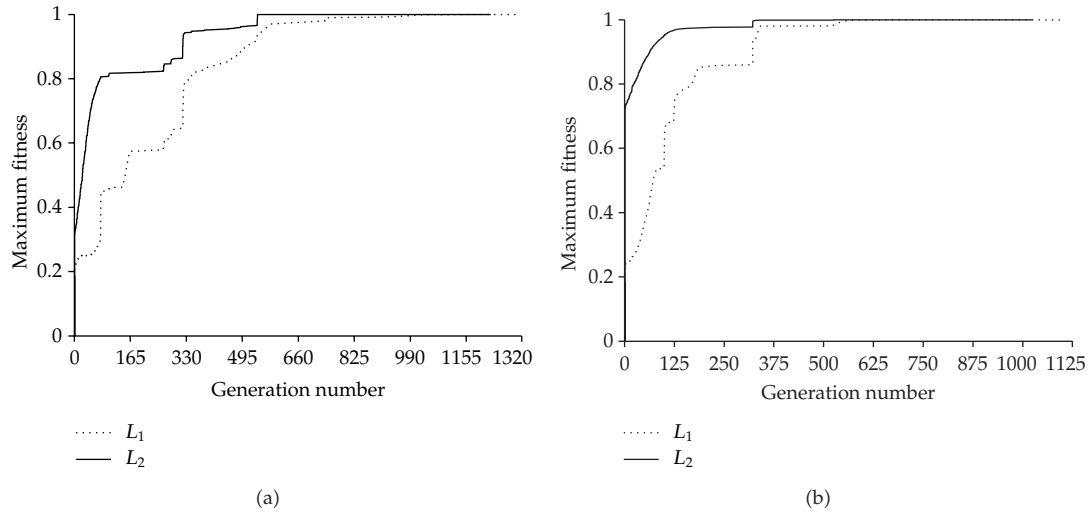 1
0.8
0.6
0.4
0.2
0
Maximum fitness
0 165 330 495 660 825 990 1155 1320
Generation number
L1
L2
(a)
1
0.8
0.6
0.4
0.2
0
Maximum fitness
0 125 250 375 500 625 750 875 1000 1125
Generation number
L1
L2
(b)